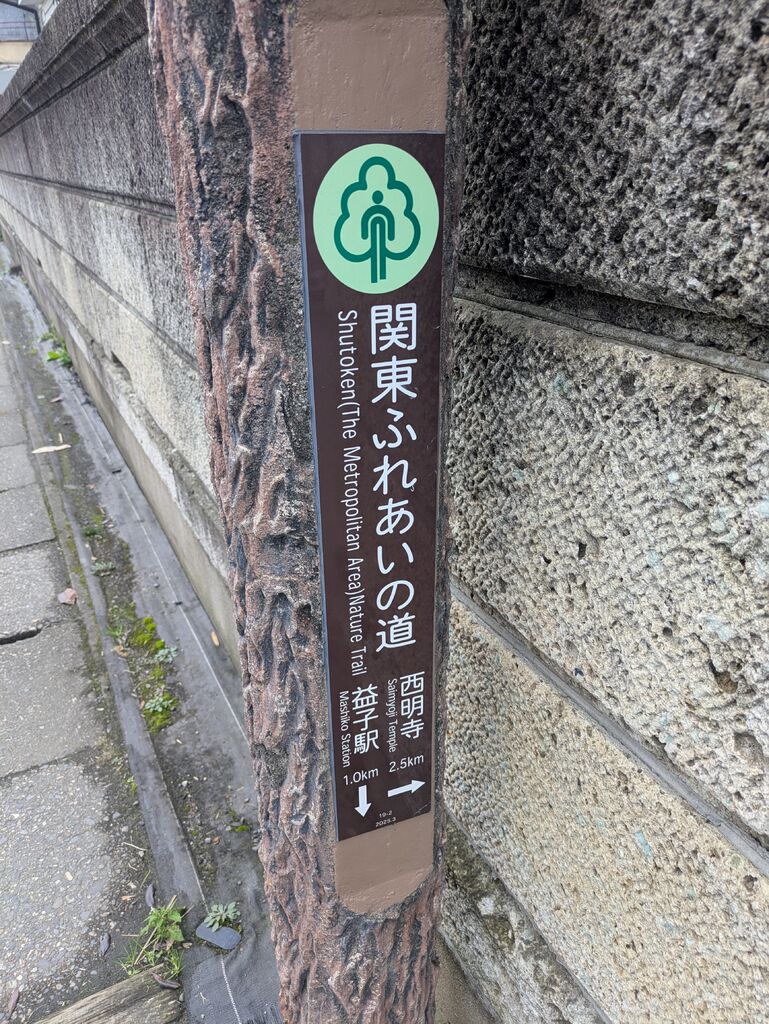 関東ふれあいの道
Shutoken(The Metropolitan Area)Nature Trail
西明寺
Saimyoji Temple
2.5km
益子駅
Mashiko Station
1.0km
19-2
2023.3